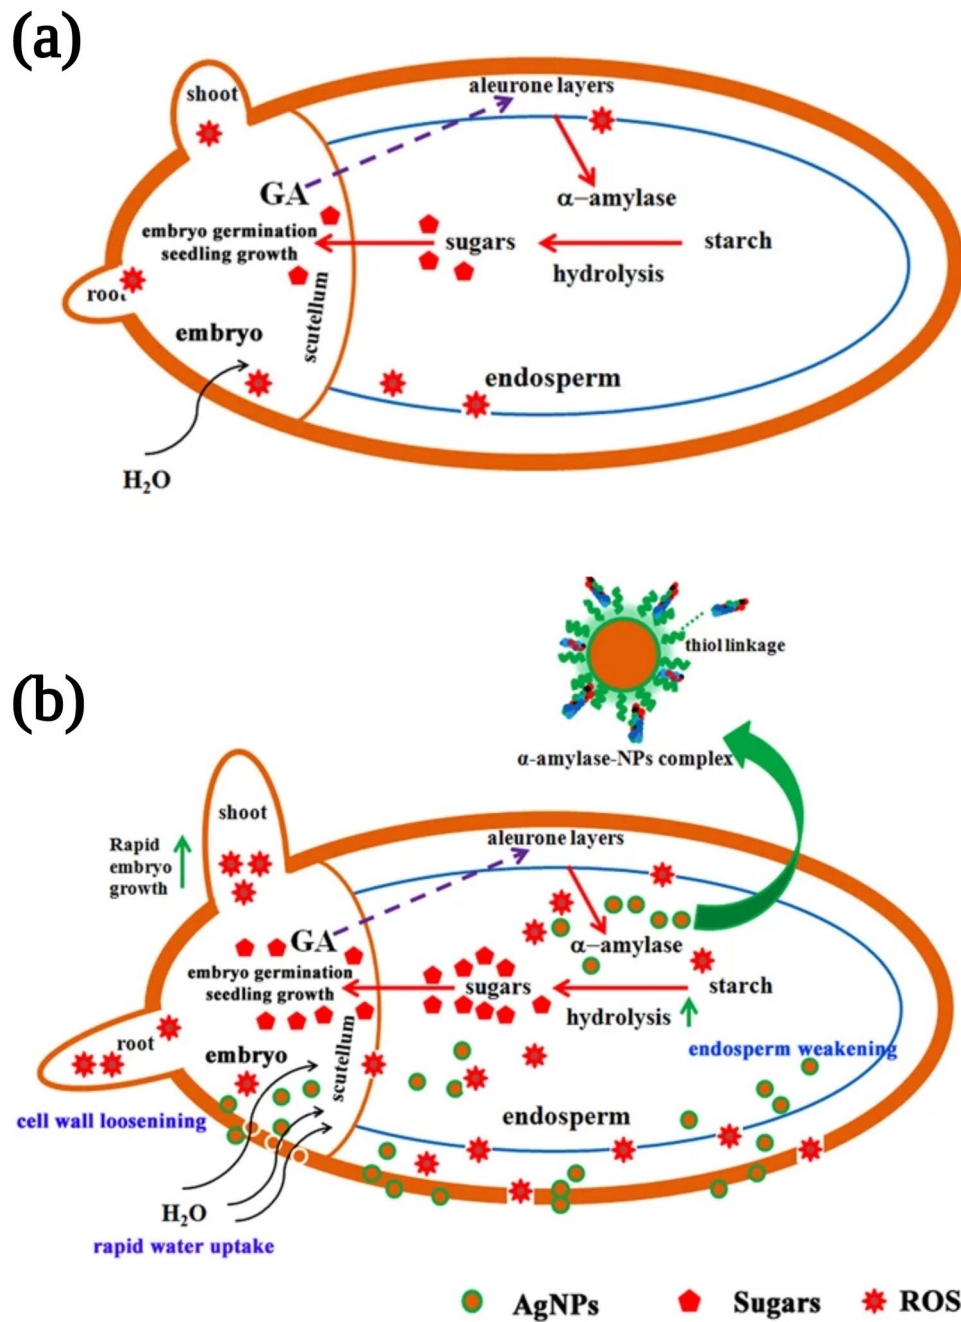 (a)
shoot
aleurone layers
GA
α–amylase
embryo germination
seedling growth
sugars
starch
hydrolysis
root
scutellum
embryo
endosperm
H₂O
thiol linkage
(b)
α-amylase-NPs complex
shoot
aleurone layers
Rapid
embryo
growth
GA
α–amylase
embryo germination
seedling growth
sugars
starch
hydrolysis
root
scutellum
embryo
endosperm weakening
cell wall loosenining
endosperm
H₂O
rapid water uptake
AgNPs
Sugars
ROS